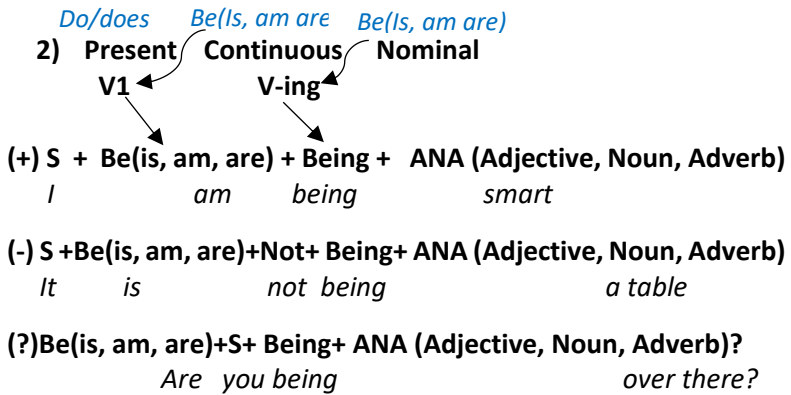 Do/does Be(Is, am are Be(Is, am are)
2) Present Continuous Nominal
V1 V-ing
(+) S + Be(is, am, are) + Being + ANA (Adjective, Noun, Adverb)
I am being smart
(-) S +Be(is, am, are)+Not+ Being+ ANA (Adjective, Noun, Adverb)
It is not being a table
(?)Be(is, am, are)+S+ Being+ ANA (Adjective, Noun, Adverb)?
Are you being over there?